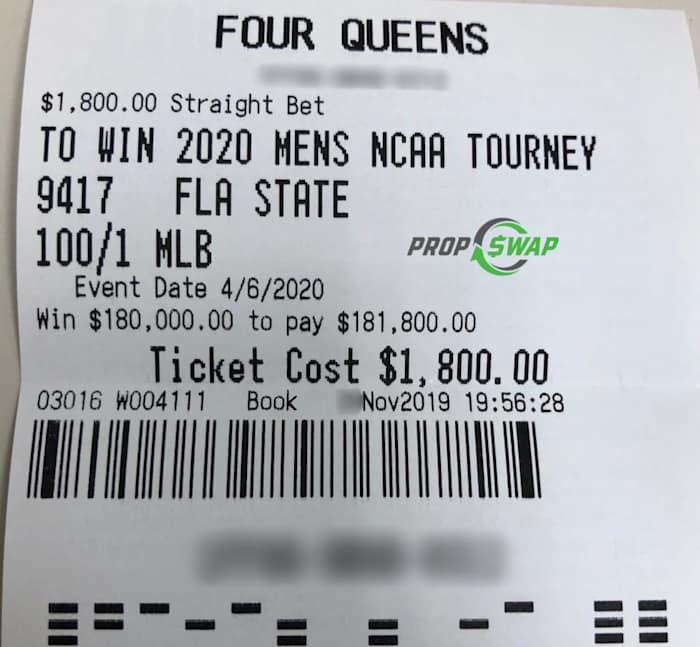 FOUR QUEENS
$1,800.00 Straight Bet
TO WIN 2020 MENS NCAA TOURNEY
9417 FLA STATE
100/1 MLB
PROP $WAP
Event Date 4/6/2020
Win $180,000.00 to pay $181,800.00
Ticket Cost $1,800.00
03016 W004111 Book Nov2019 19:56:28